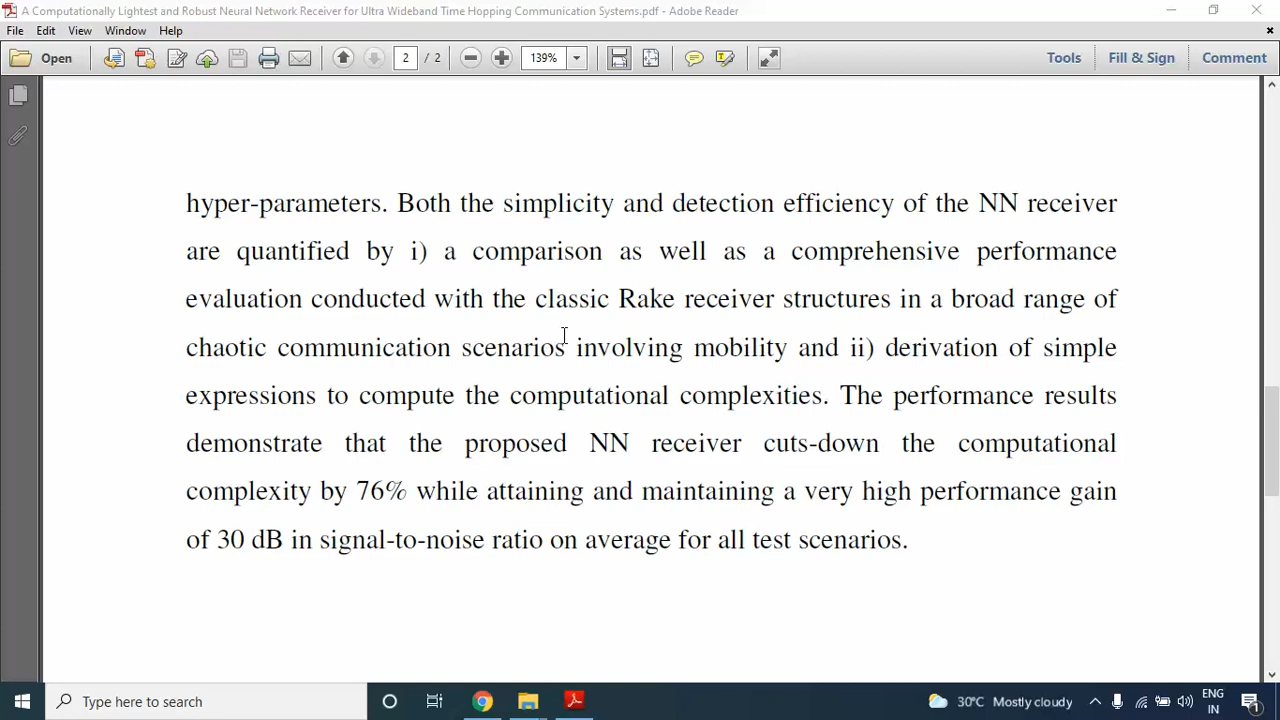 A Computationally Lightest and Robust Neural Network Receiver for Ultra Wideband Time Hopping Communication Systems.pdf - Adobe Reader
File Edit View Window Help
Open 2 / 2 139% Tools Fill & Sign Comment
hyper-parameters. Both the simplicity and detection efficiency of the NN receiver
are quantified by i) a comparison as well as a comprehensive performance
evaluation conducted with the classic Rake receiver structures in a broad range of
chaotic communication scenarios involving mobility and ii) derivation of simple
expressions to compute the computational complexities. The performance results
demonstrate that the proposed NN receiver cuts-down the computational
complexity by 76% while attaining and maintaining a very high performance gain
of 30 dB in signal-to-noise ratio on average for all test scenarios.
Type here to search 30°C Mostly cloudy ENG
IN 1